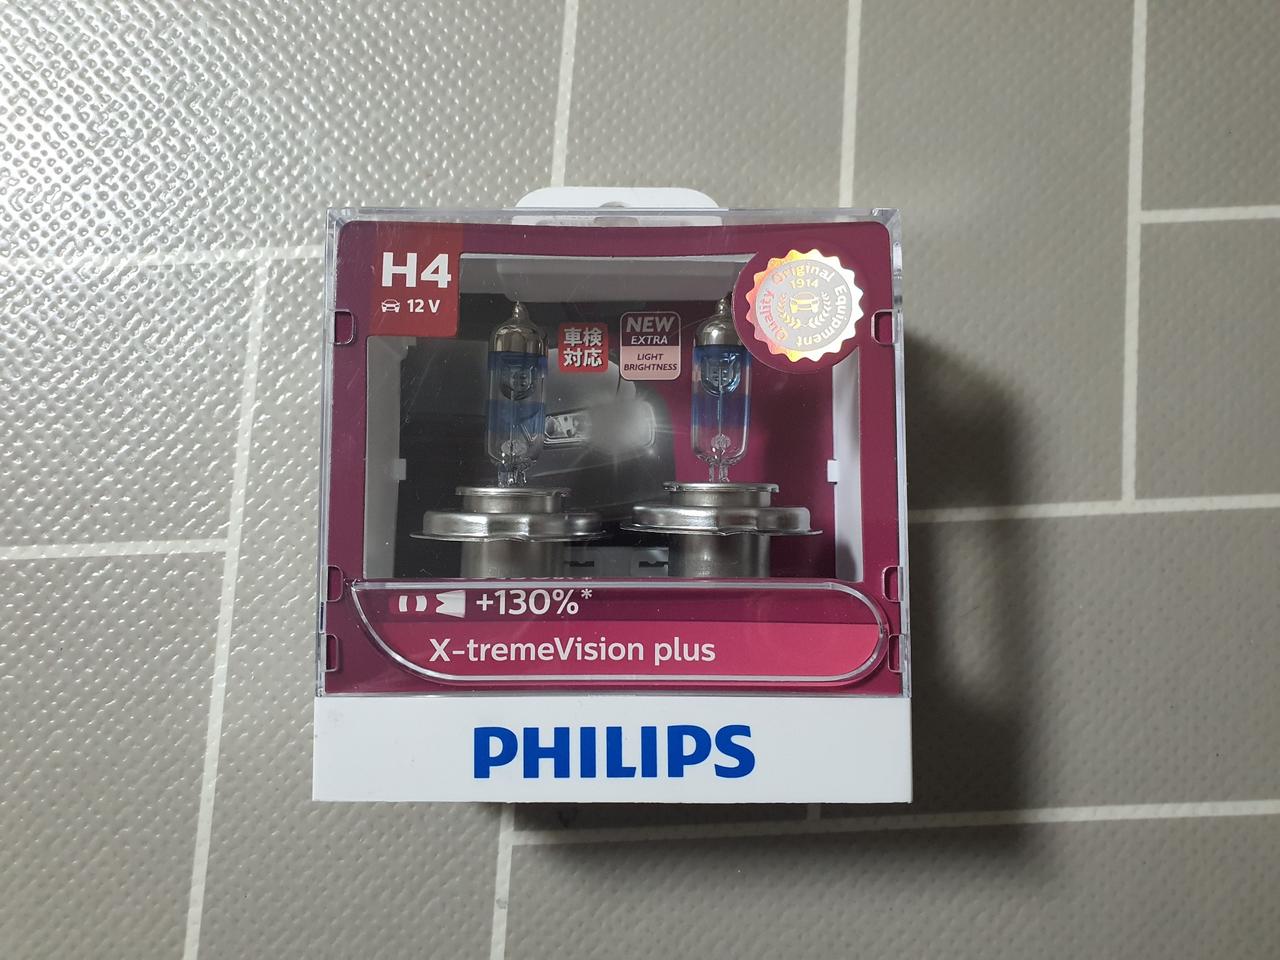 H4
12 V
車検
対応
NEW
EXTRA
LIGHT
BRIGHTNESS
Quality Original Equipment
1914
+130%*
X-tremeVision plus
PHILIPS